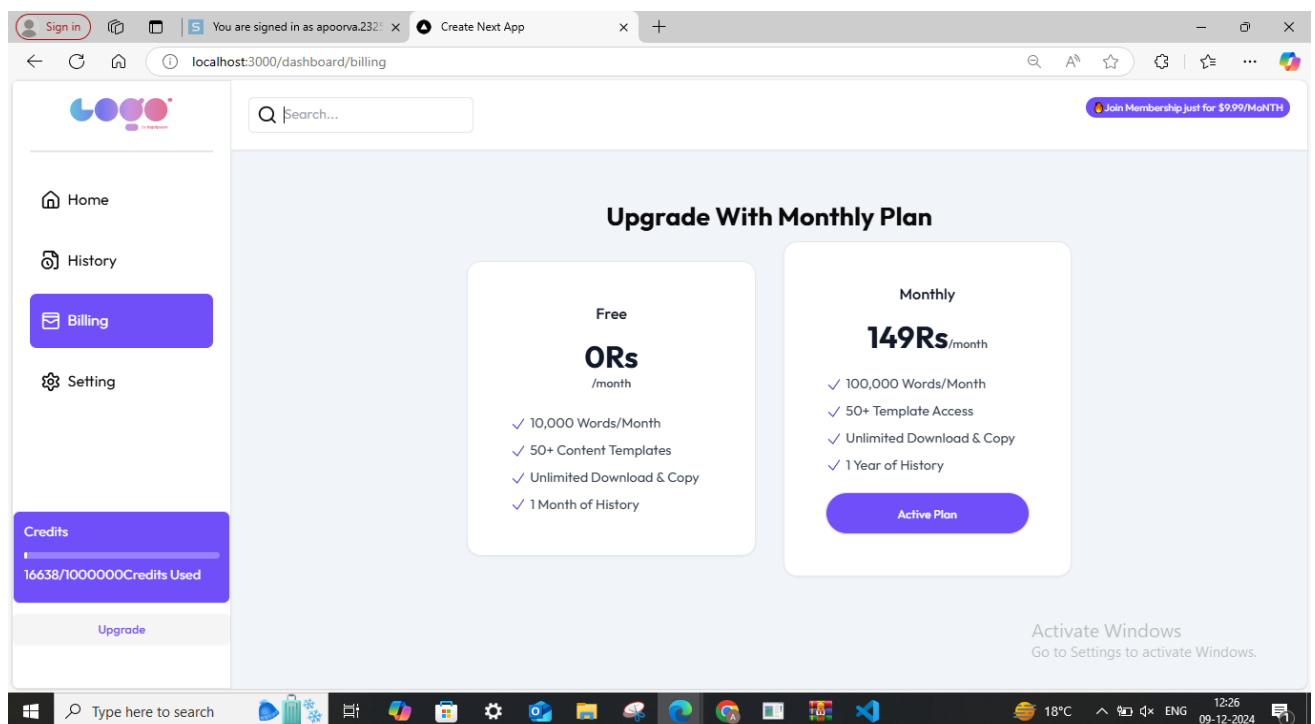 Sign in
You are signed in as apoorva.232
Create Next App
localhost:3000/dashboard/billing
LOGO
Search...
Join Membership just for $9.99/MoNTH
Home
History
Billing
Setting
Credits
16638/1000000Credits Used
Upgrade
Upgrade With Monthly Plan
Free
0Rs
/month
10,000 Words/Month
50+ Content Templates
Unlimited Download & Copy
1 Month of History
Monthly
149Rs/month
100,000 Words/Month
50+ Template Access
Unlimited Download & Copy
1 Year of History
Active Plan
Activate Windows
Go to Settings to activate Windows.
Type here to search
18°C
ENG
12:26
09-12-2024